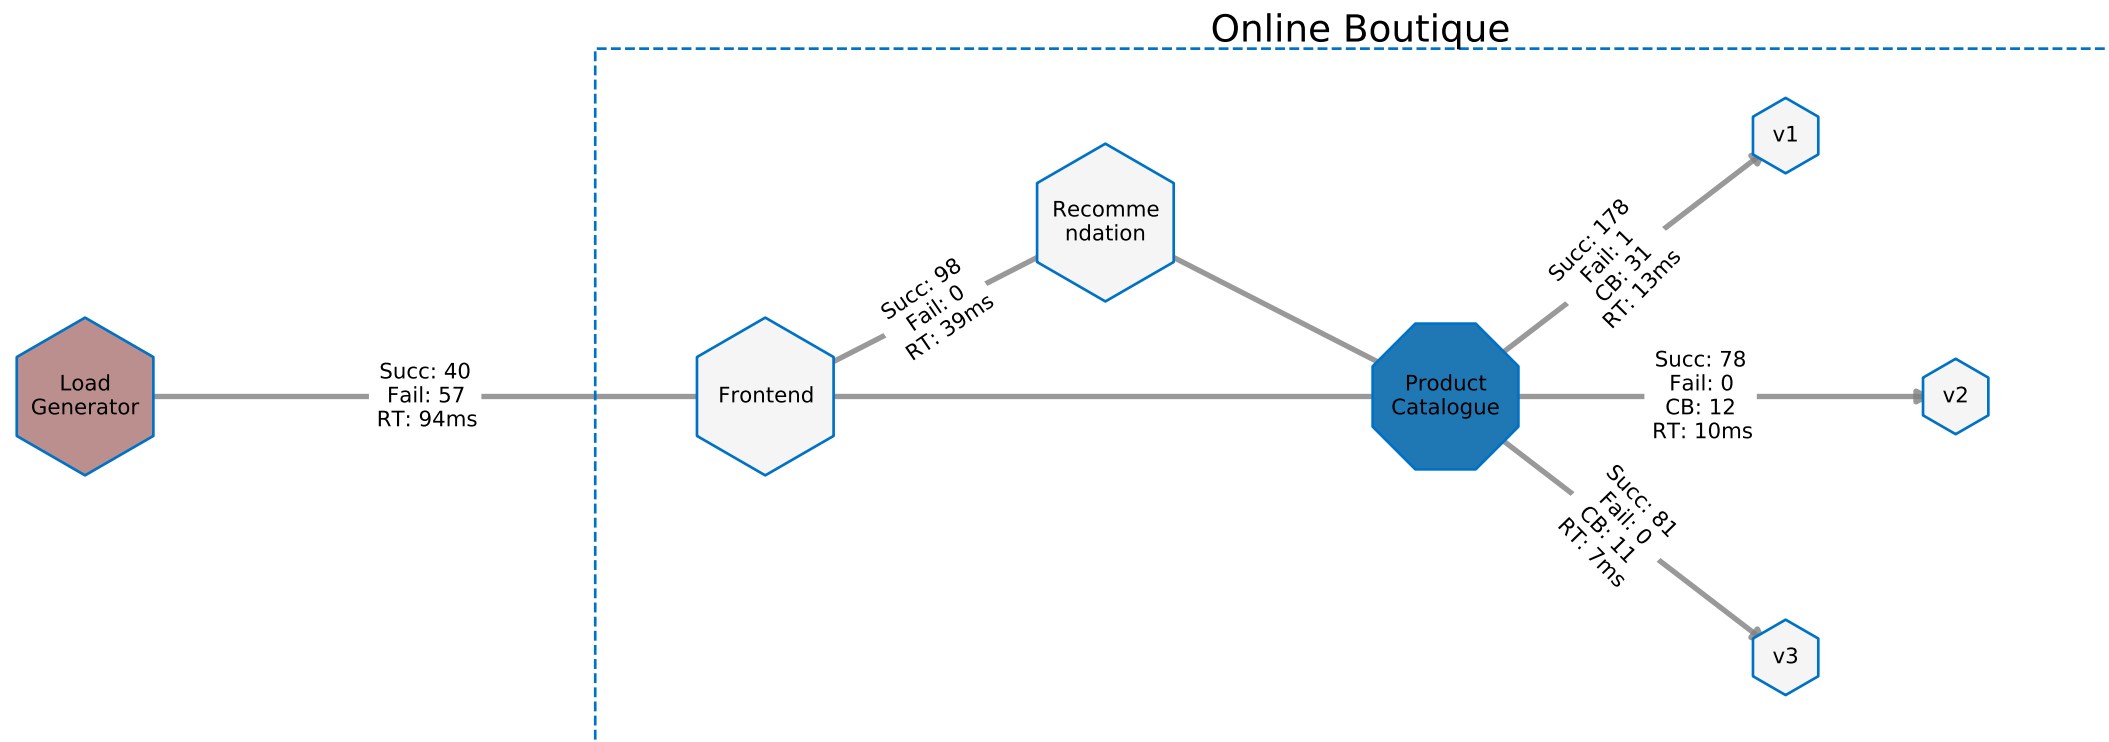 Online Boutique
Load
Generator
Succ: 40
Fail: 57
RT: 94ms
Frontend
Succ: 98
Fail: 0
RT: 39ms
Recomme
ndation
Product
Catalogue
Succ: 178
Fail: 1
CB: 31
RT: 13ms
v1
Succ: 78
Fail: 0
CB: 12
RT: 10ms
v2
Succ: 81
Fail: 0
CB: 11
RT: 7ms
v3